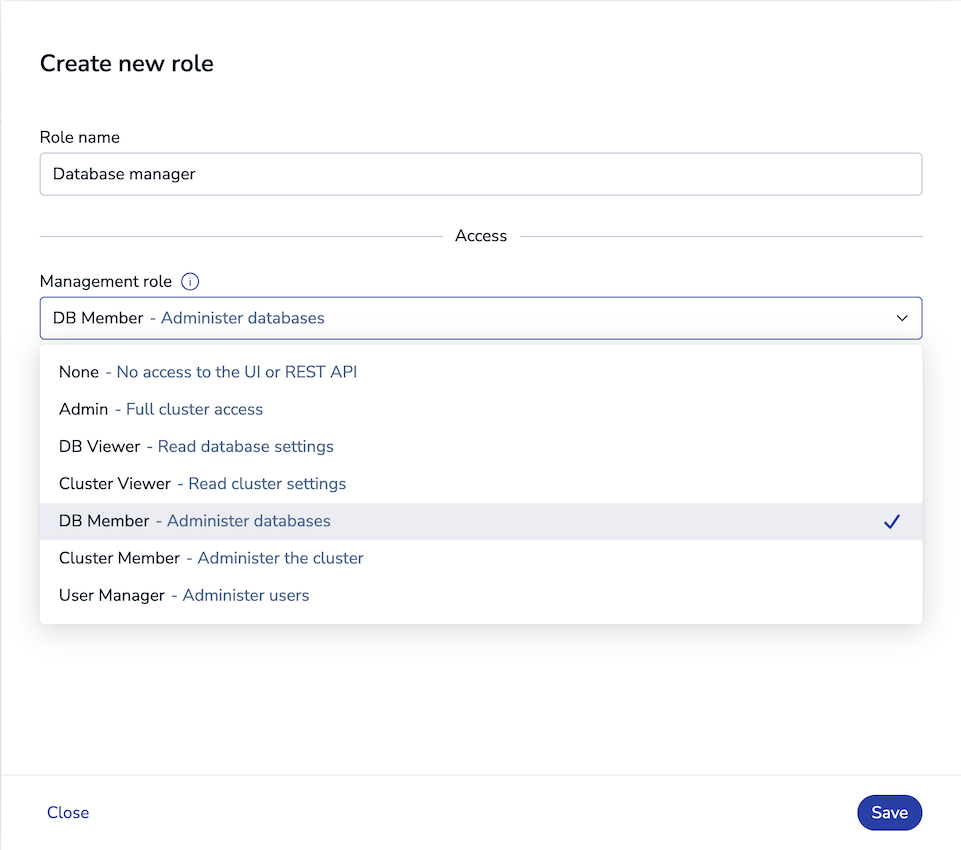 Create new role
Role name
Database manager
Access
Management role
DB Member - Administer databases
None - No access to the UI or REST API
Admin - Full cluster access
DB Viewer - Read database settings
Cluster Viewer - Read cluster settings
DB Member - Administer databases
Cluster Member - Administer the cluster
User Manager - Administer users
Close Save